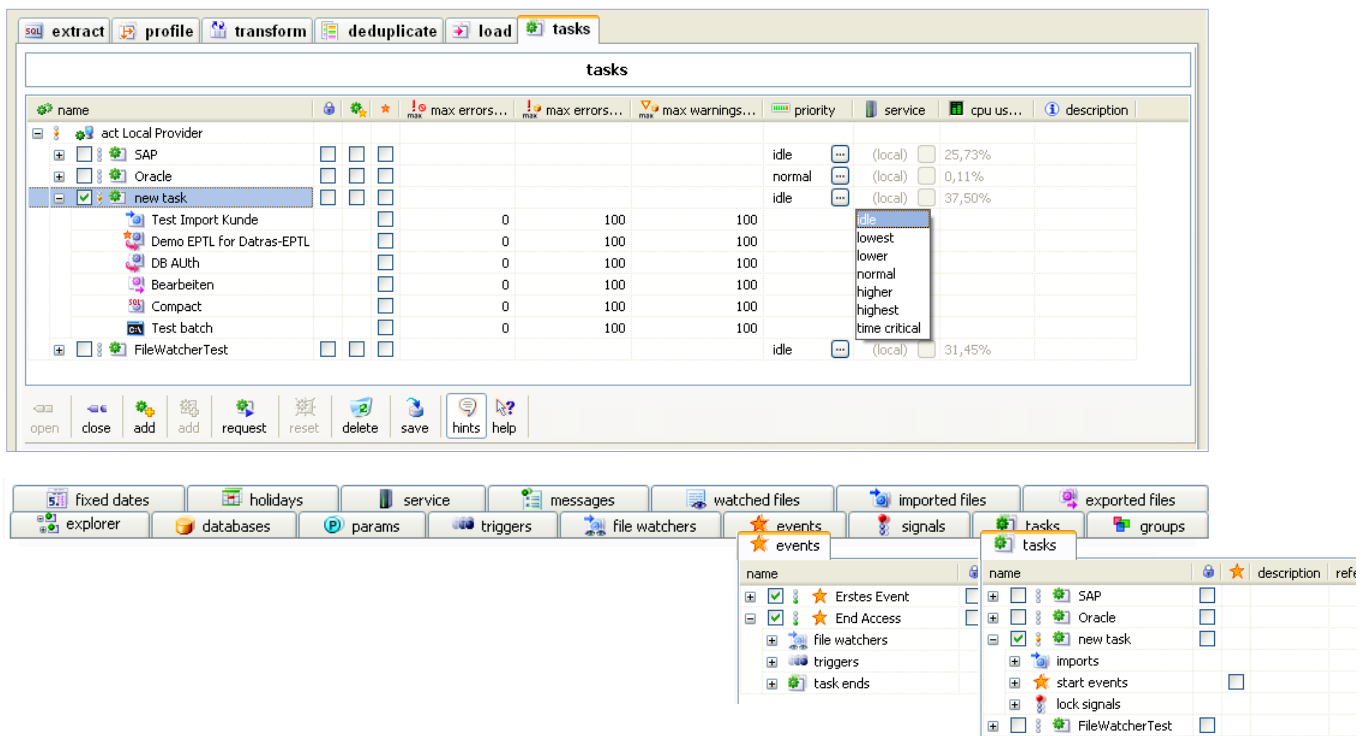 SQL extract profile transform deduplicate load tasks
tasks
name max max errors... max max errors... max max warnings... priority service cpu us... description
act Local Provider
SAP idle ... (local) 25,73%
Oracle normal ... (local) 0,11%
new task idle ... (local) 37,50%
Test Import Kunde 0 100 100 idle
Demo EPTL for Datras-EPTL 0 100 100 lowest
lower
DB AUth 0 100 100
normal
Bearbeiten 0 100 100
higher
SQL Compact 0 100 100 highest
C:\ Test batch 0 100 100 time critical
FileWatcherTest idle ... (local) 31,45%
open close add add request reset delete save hints help
fixed dates holidays service messages watched files imported files exported files
explorer databases params triggers file watchers events signals tasks groups
events tasks
name name description refe
Erstes Event SAP
End Access Oracle
file watchers new task
triggers imports
task ends start events
lock signals
FileWatcherTest